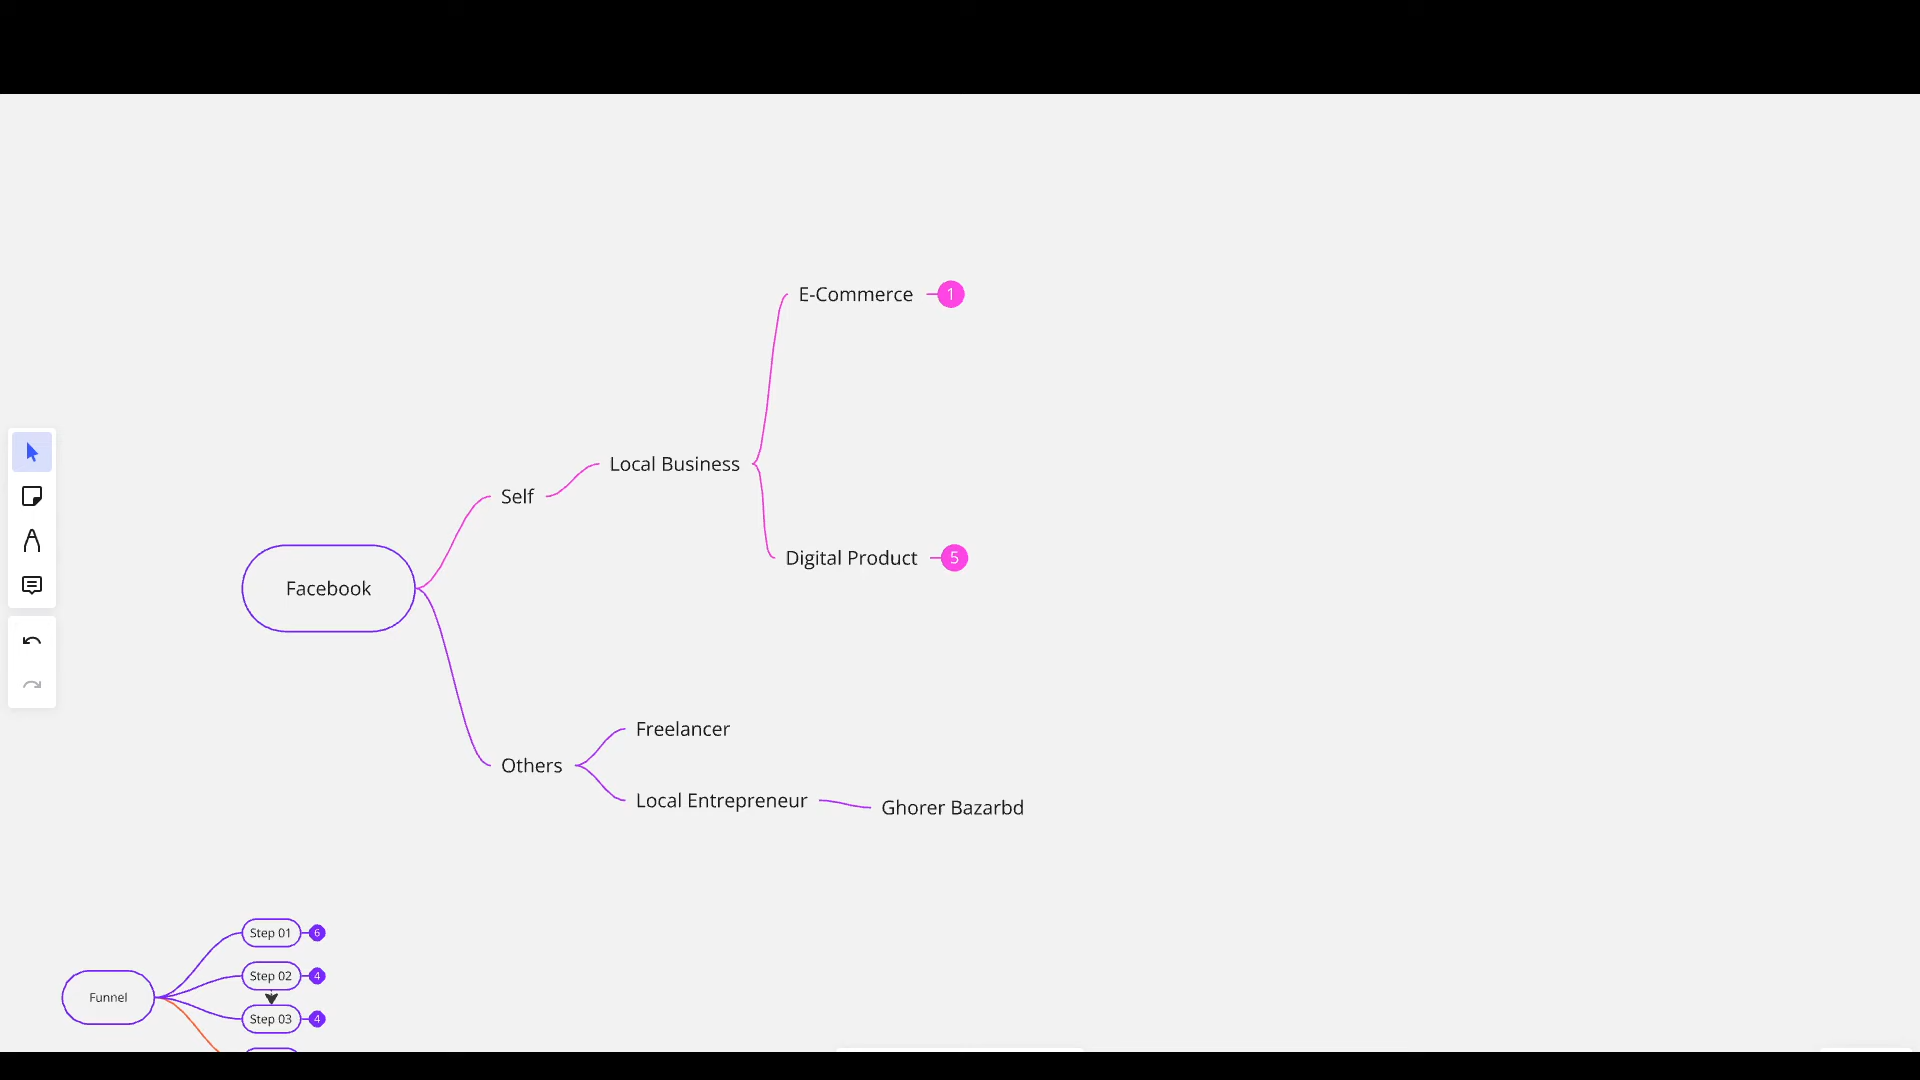 E-Commerce 1
Local Business
Self
Digital Product 5
Facebook
Freelancer
Others
Local Entrepreneur
Ghorer Bazarbd
Step 01 6
Step 02 4
Funnel
Step 03 4